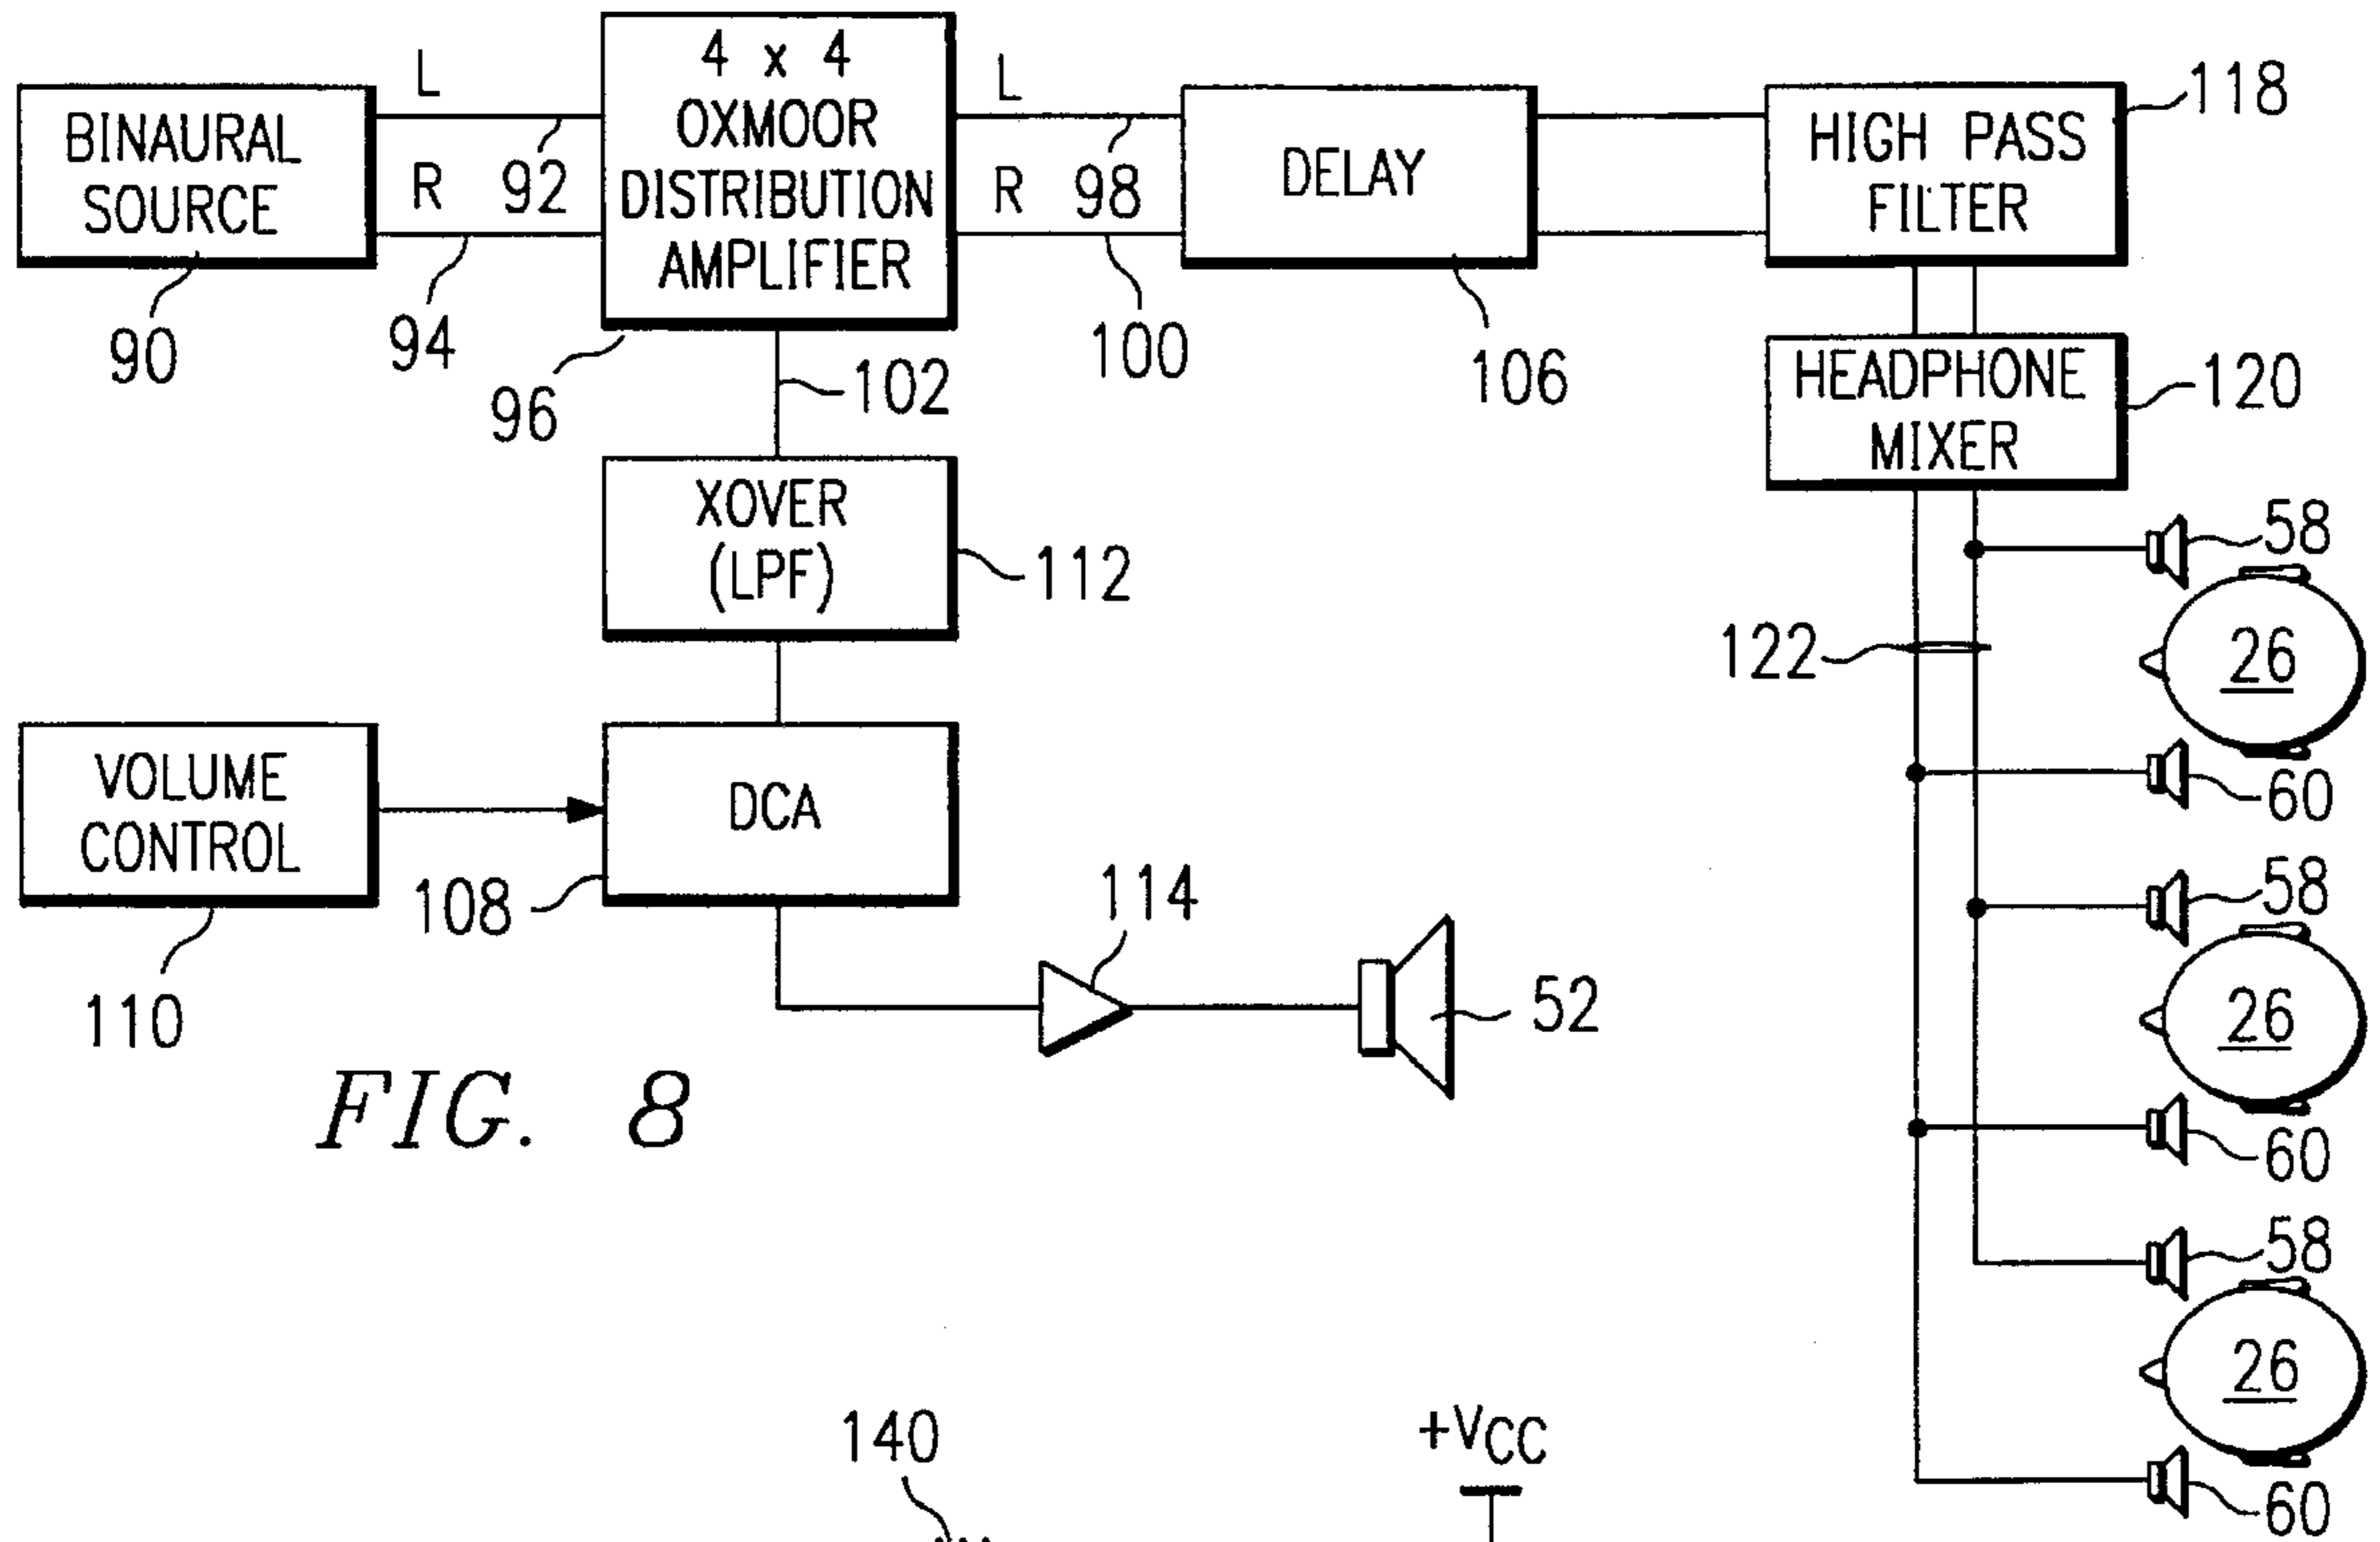 L
4 x 4
OXMOOR
DISTRIBUTION
AMPLIFIER
L
118
BINAURAL
SOURCE
R
92
R
98
DELAY
HIGH PASS
FILTER
90
94
96
102
100
106
HEADPHONE
MIXER
120
XOVER
(LPF)
112
58
122
26
60
VOLUME
CONTROL
DCA
108
110
114
52
58
26
60
FIG. 8
58
26
60
140
+VCC